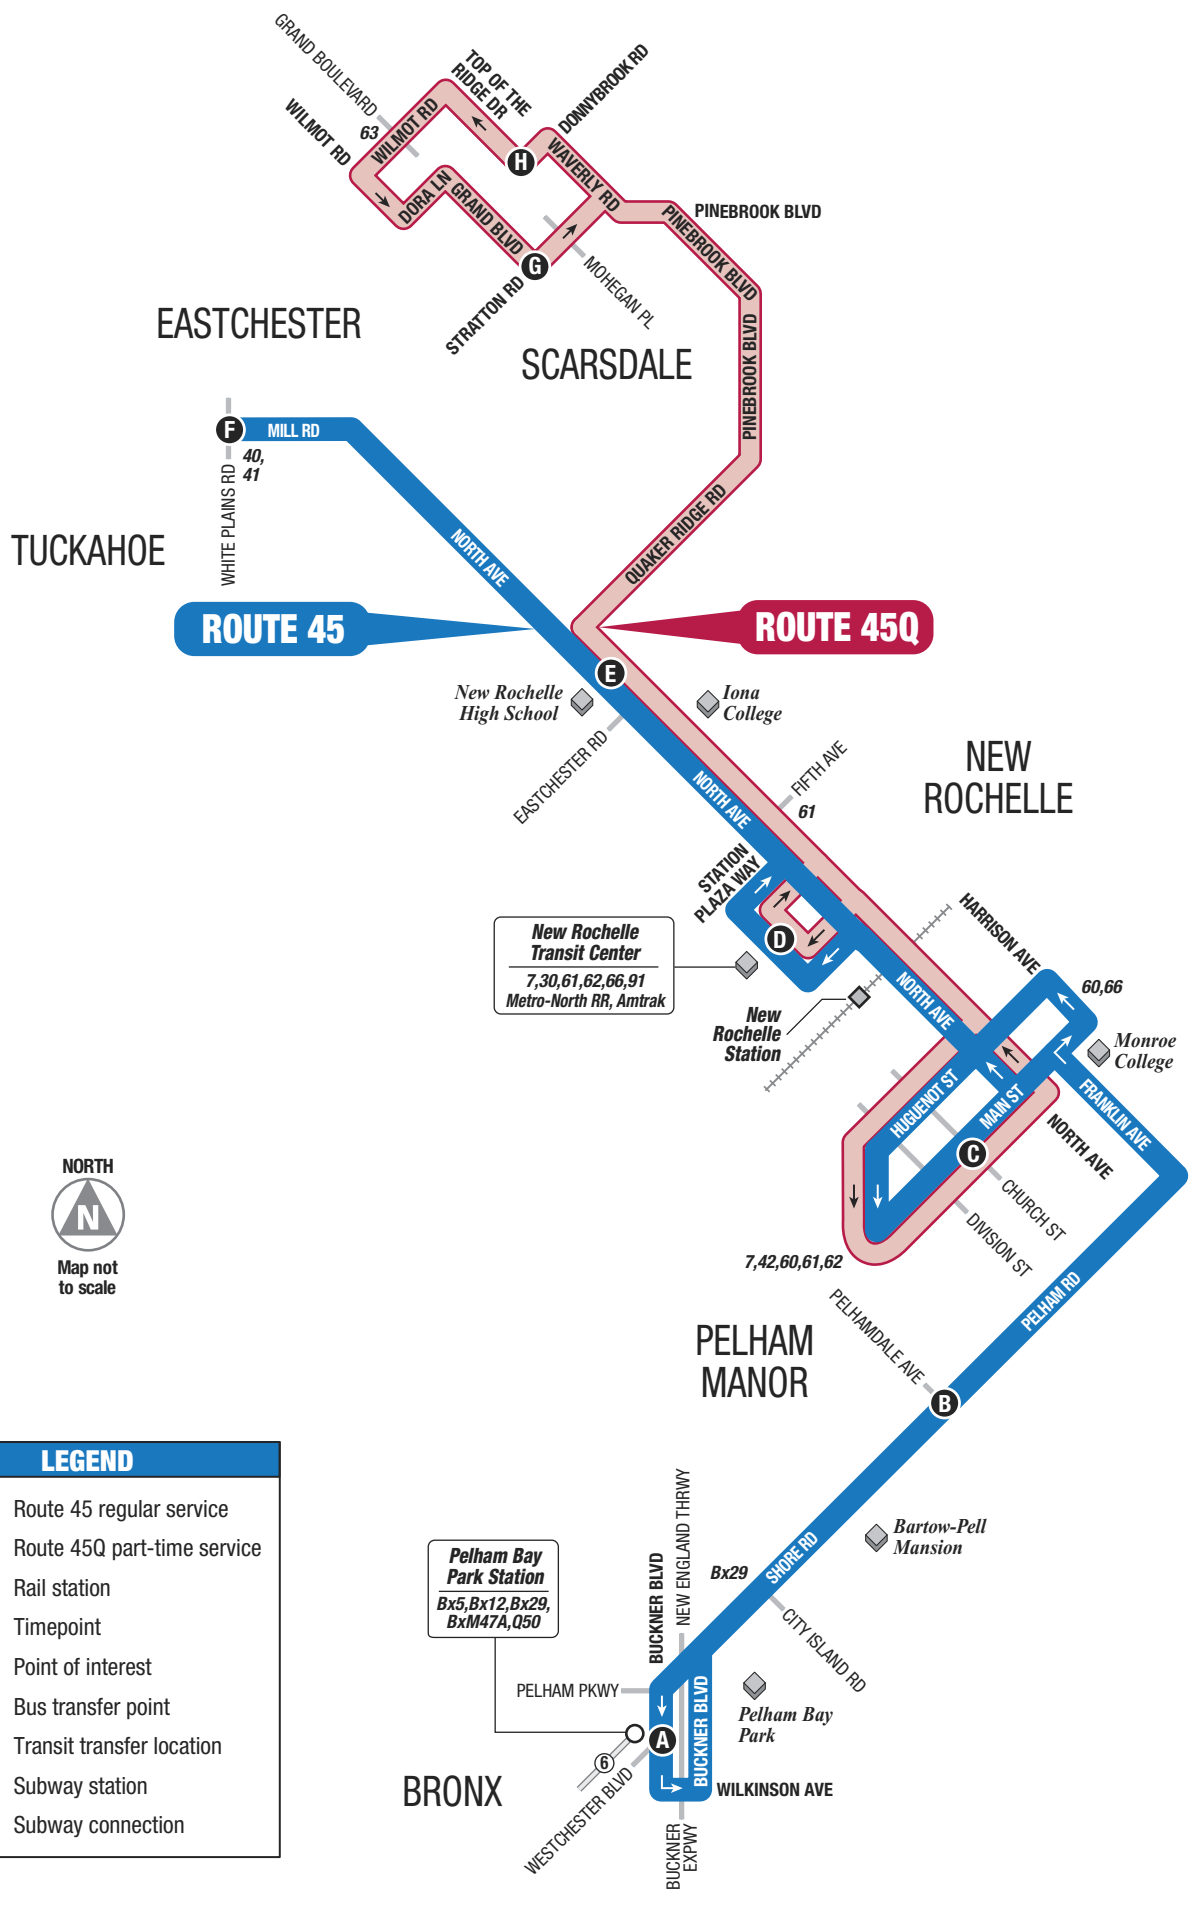 GRAND BOULEVARD
TOP OF THE
RIDGE DR
DONNYBROOK RD
WILMOT RD
63
WILMOT RD
H
WAVERLY RD
DORA LN
GRAND BLVD
PINEBROOK BLVD
PINEBROOK BLVD
G
STRATTON RD
MOHEGAN PL
PINEBROOK BLVD
EASTCHESTER
SCARSDALE
F
MILL RD
40,
41
WHITE PLAINS RD
TUCKAHOE
NORTH AVE
QUAKER RIDGE RD
ROUTE 45
ROUTE 45Q
E
New Rochelle
High School
Iona
College
EASTCHESTER RD
NORTH AVE
FIFTH AVE
61
NEW
ROCHELLE
STATION
PLAZA WAY
D
New Rochelle
Transit Center
7,30,61,62,66,91
Metro-North RR, Amtrak
New
Rochelle
Station
NORTH AVE
HARRISON AVE
60,66
Monroe
College
HUGUENOT ST
MAIN ST
FRANKLIN AVE
NORTH AVE
C
CHURCH ST
DIVISION ST
7,42,60,61,62
NORTH
N
Map not
to scale
PELHAM RD
PELHAMDALE AVE
PELHAM
MANOR
B
LEGEND
Route 45 regular service
Route 45Q part-time service
Rail station
Timepoint
Point of interest
Bus transfer point
Transit transfer location
Subway station
Subway connection
Bartow-Pell
Mansion
SHORE RD
Bx29
NEW ENGLAND THRWY
BUCKNER BLVD
Pelham Bay
Park Station
Bx5,Bx12,Bx29,
BxM47A,Q50
CITY ISLAND RD
PELHAM PKWY
BUCKNER BLVD
Pelham Bay
Park
A
6
WESTCHESTER BLVD
WILKINSON AVE
BRONX
BUCKNER
EXPWY